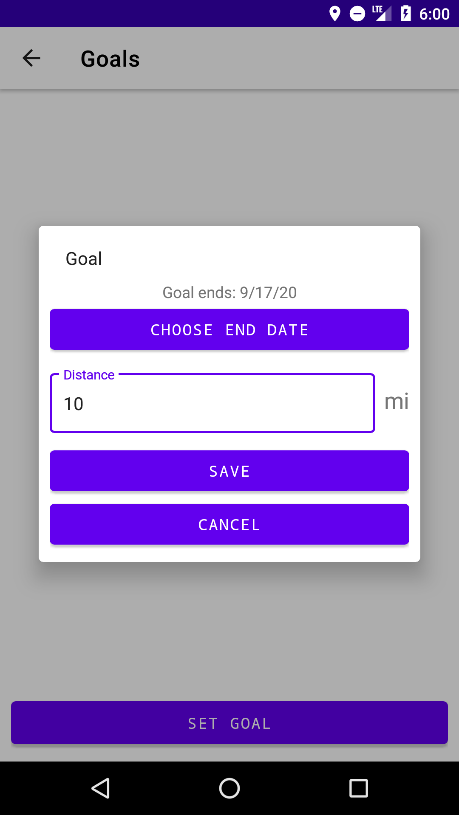 LTE 6:00
Goals
Goal
Goal ends: 9/17/20
CHOOSE END DATE
Distance
10 mi
SAVE
CANCEL
SET GOAL